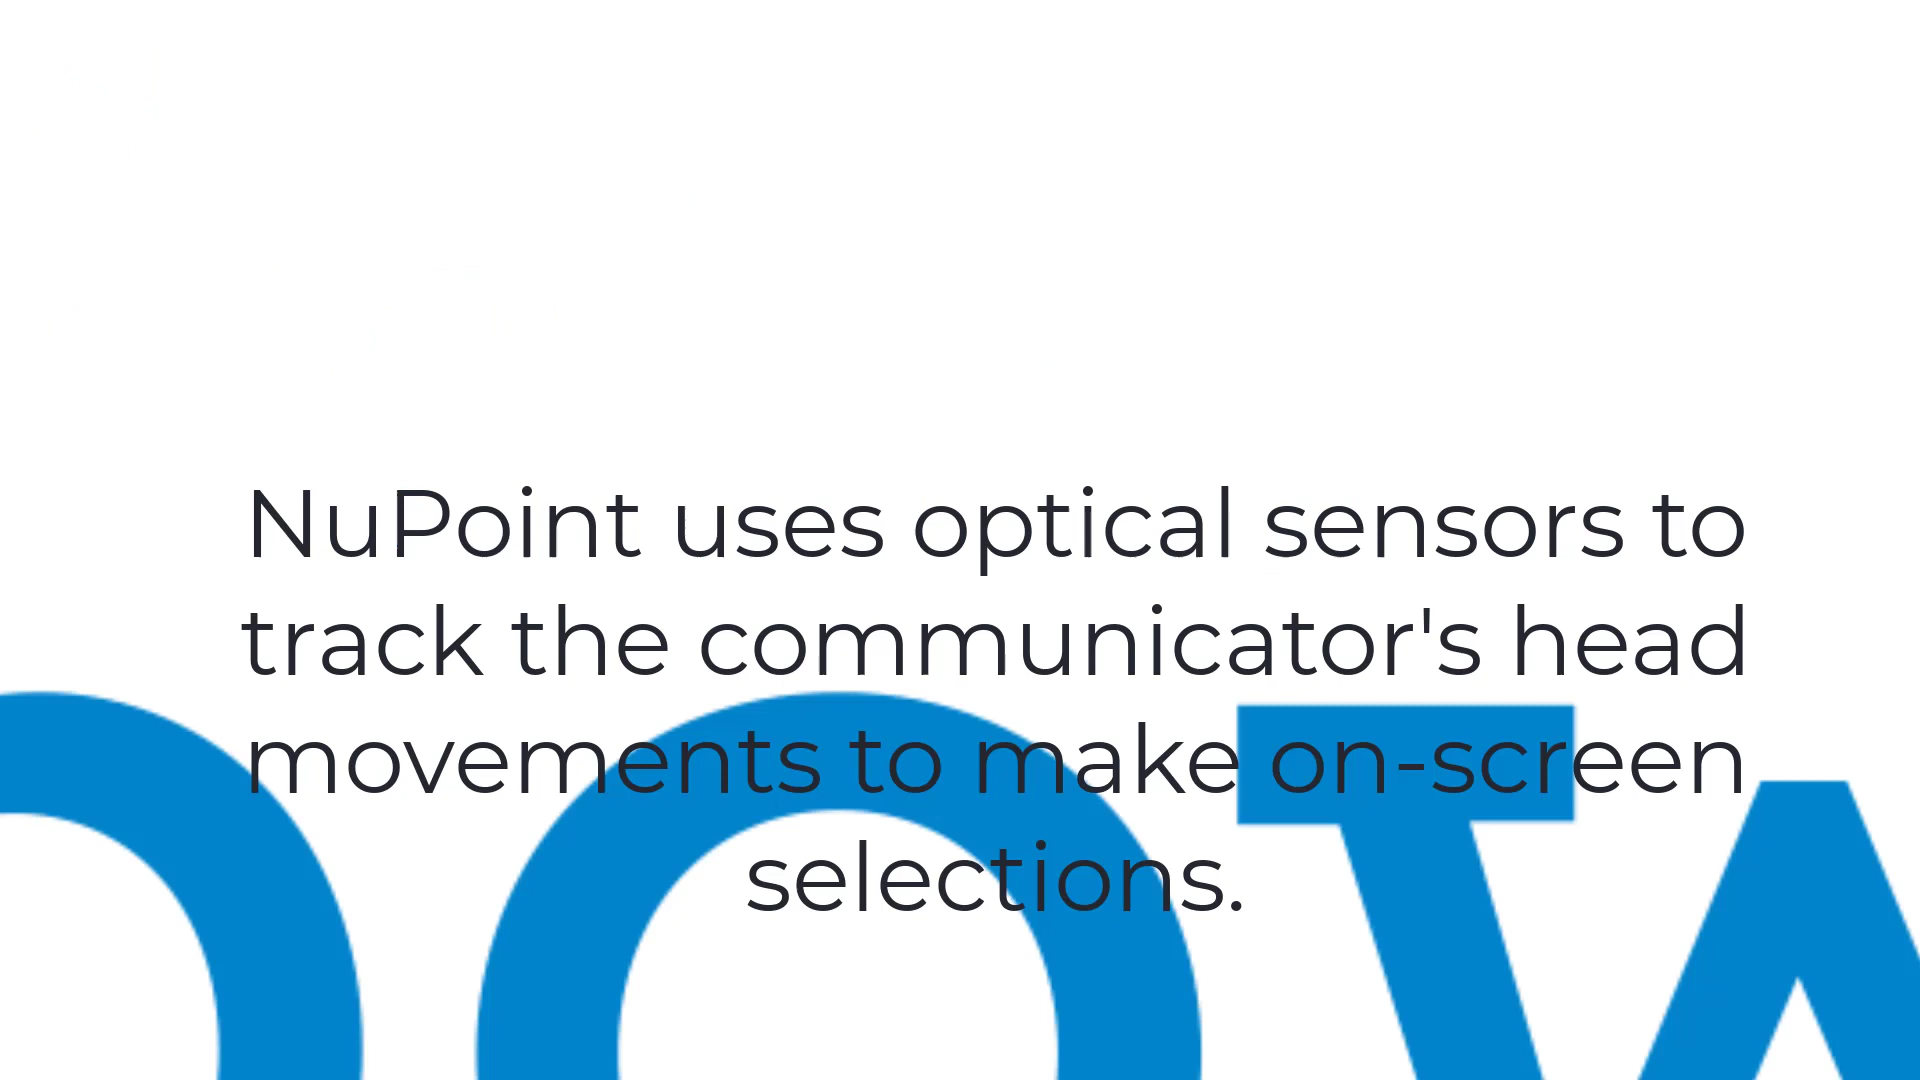 NuPoint uses optical sensors to
track the communicator's head
movements to make on-screen
selections.